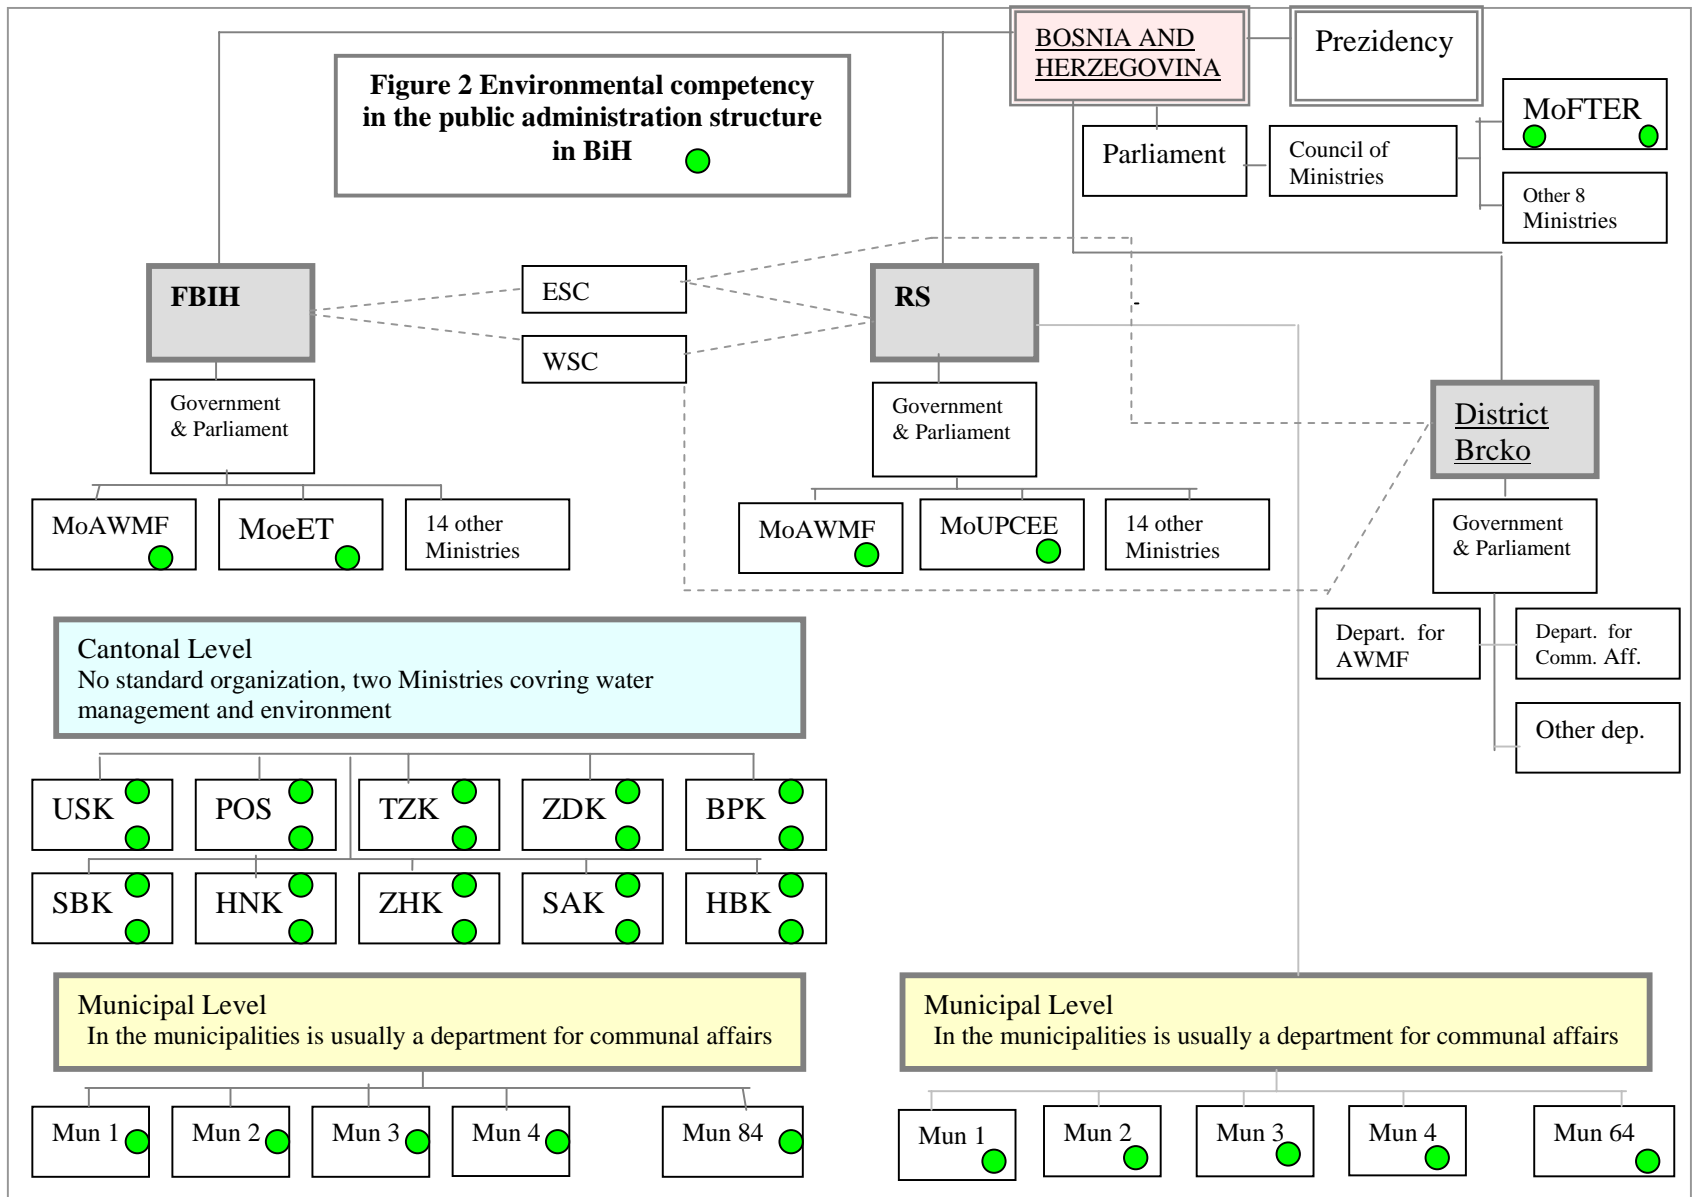 BOSNIA AND
HERZEGOVINA
Prezidency
Figure 2 Environmental competency
in the public administration structure
in BiH
MoFTER
Parliament
Council of
Ministries
Other 8
Ministries
FBIH
ESC
RS
-
WSC
Government
& Parliament
Government
& Parliament
District
Brcko
MoAWMF
MoeET
14 other
Ministries
MoAWMF
MoUPCEE
14 other
Ministries
Government
& Parliament
Depart. for
AWMF
Depart. for
Comm. Aff.
Other dep.
Cantonal Level
No standard organization, two Ministries covring water
management and environment
USK
POS
TZK
ZDK
BPK
SBK
HNK
ZHK
SAK
HBK
Municipal Level
In the municipalities is usually a department for communal affairs
Municipal Level
In the municipalities is usually a department for communal affairs
Mun 1
Mun 2
Mun 3
Mun 4
Mun 84
Mun 1
Mun 2
Mun 3
Mun 4
Mun 64